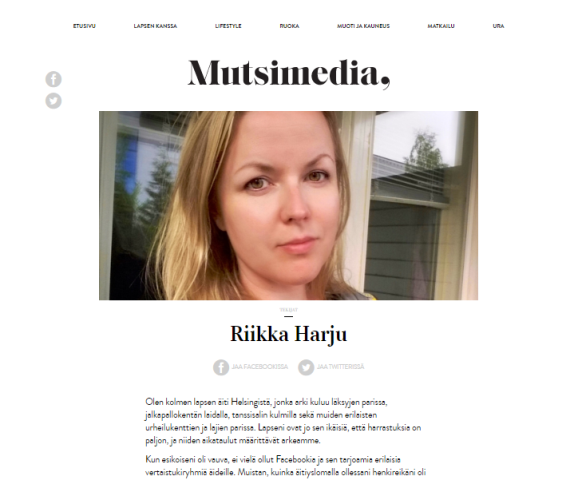 ETUSIVU LAPSEN KANSSA LIFESTYLE RUOKA MUOTI JA KAUNEUS MATKAILU URA
Mutsimedia,
Riikka Harju
JAA FACEBOOKISSA JAA TWITTERISSÄ
Olen kolmen lapsen äiti Helsingistä, jonka arki kuluu läksyjen parissa,
jalkapallokentän laidalla, tanssisalin kulmilla sekä muiden erilaisten
urheilukenttien ja lajien parissa. Lapseni ovat jo sen ikäisiä, että harrastuksia on
paljon, ja niiden aikataulut määrittävät arkeamme.
Kun esikoiseni oli vauva, ei vielä ollut Facebookia ja sen tarjoamia erilaisia
vertaistukiryhmiä äideille. Muistan, kuinka äitiyslomalla ollessani henkireikäni oli